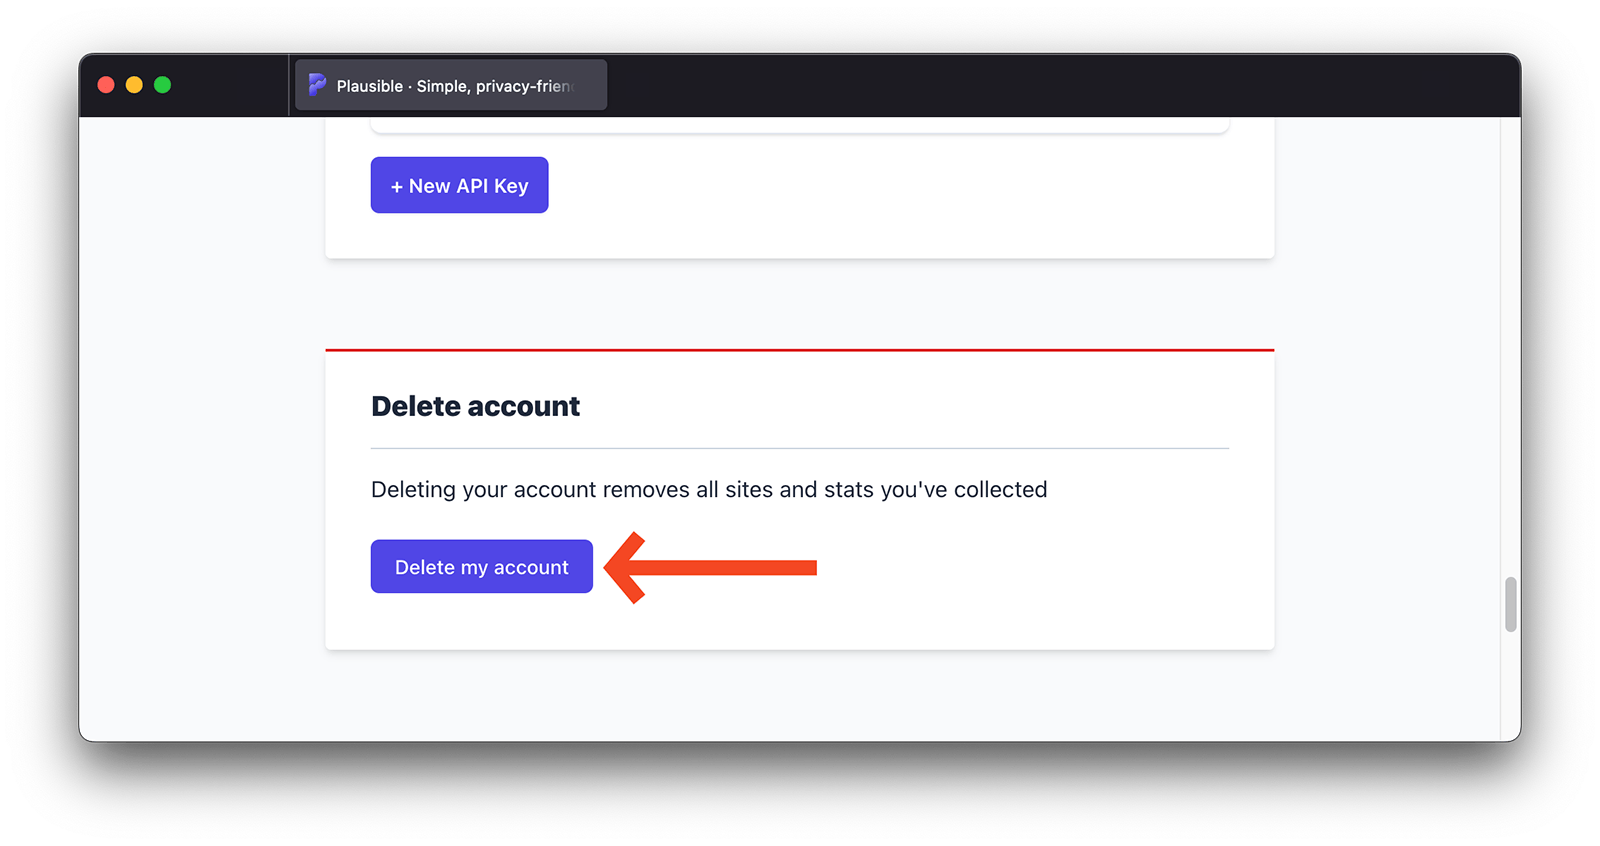 Plausible · Simple, privacy-frien
+ New API Key
Delete account
Deleting your account removes all sites and stats you've collected
Delete my account